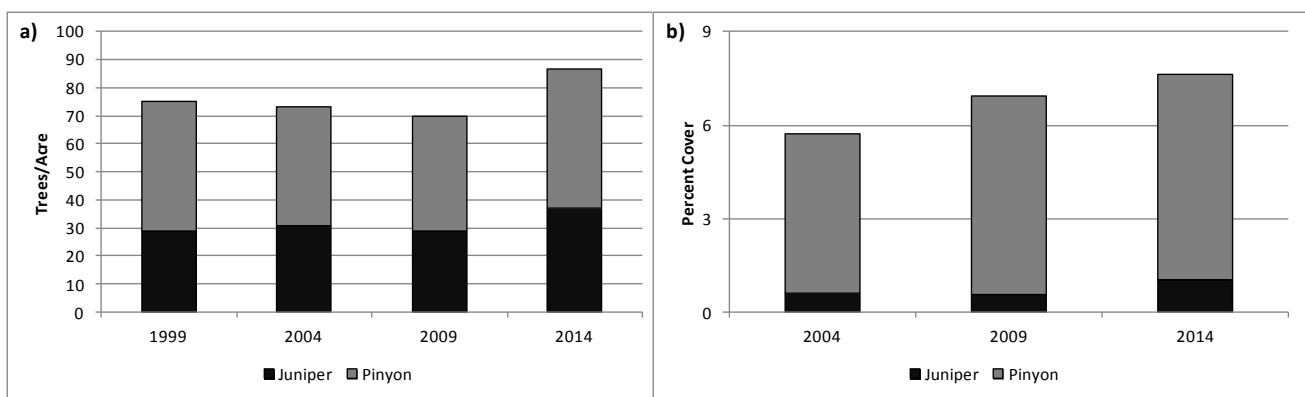 a)
Trees/Acre
100
90
80
70
60
50
40
30
20
10
0
1999 2004 2009 2014
Juniper Pinyon
b)
Percent Cover
9
6
3
0
2004 2009 2014
Juniper Pinyon